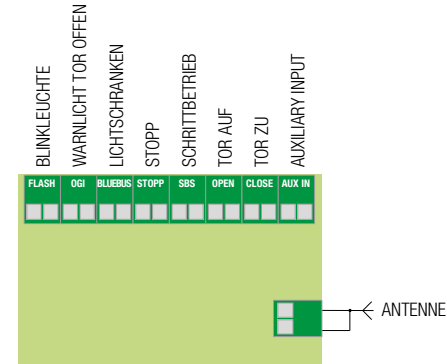 BLINKLEUCHTE
WARNLICHT TOR OFFEN
LICHTSCHRANKEN
STOPP
SCHRITTBETRIEB
TOR AUF
TOR ZU
AUXILIARY INPUT
FLASH OGI BLUEBUS STOPP SBS OPEN CLOSE AUX IN
ANTENNE